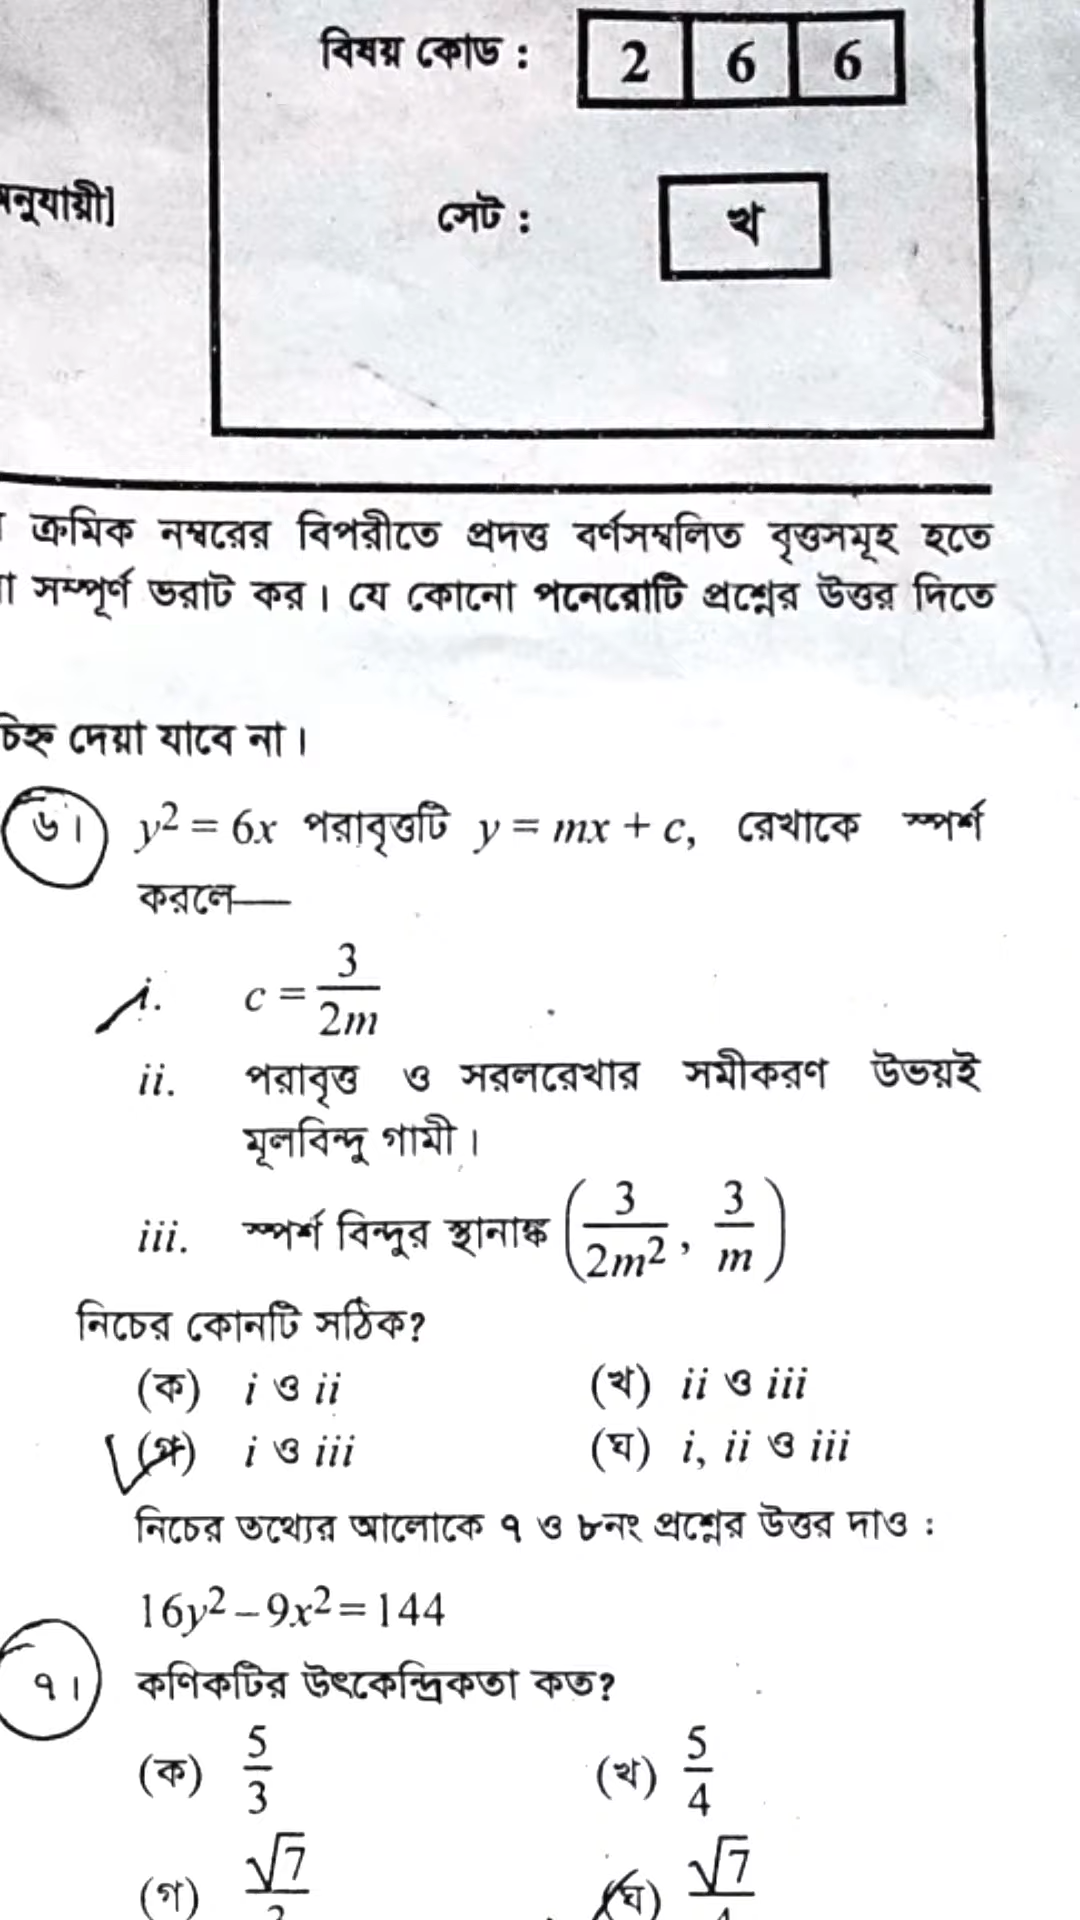 বিষয় কোড : 2 6 6
সেট : খ
ক্রমিক নম্বরের বিপরীতে প্রদত্ত বর্ণসম্বলিত বৃত্তসমূহ হতে
সম্পূর্ণ ভরাট কর। যে কোনো পনেরোটি প্রশ্নের উত্তর দিতে
দেয়া যাবে না।
৬। y² = 6x পরাবৃত্তটি y = mx + c, রেখাকে স্পর্শ
করলে—
i. c = 3/2m
ii. পরাবৃত্ত ও সরলরেখার সমীকরণ উভয়ই
মূলবিন্দু গামী।
iii. স্পর্শ বিন্দুর স্থানাঙ্ক (3/2m², 3/m)
নিচের কোনটি সঠিক?
(ক) i ও ii (খ) ii ও iii
(গ) i ও iii (ঘ) i, ii ও iii
নিচের তথ্যের আলোকে ৭ ও ৮নং প্রশ্নের উত্তর দাও :
16y² – 9x² = 144
৭। কণিকটির উৎকেন্দ্রিকতা কত?
(ক) 5/3 (খ) 5/4
(গ) √7 (ঘ) √7